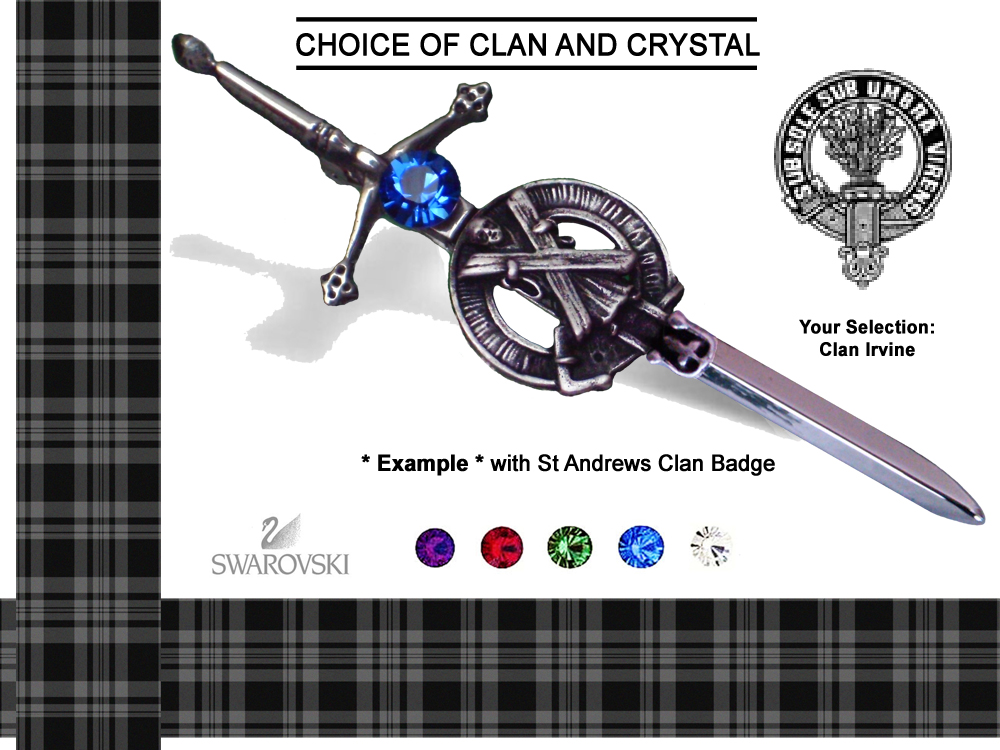 CHOICE OF CLAN AND CRYSTAL
SUB SOLE SUB UMBRA VIRENS
Your Selection:
Clan Irvine
* Example * with St Andrews Clan Badge
SWAROVSKI